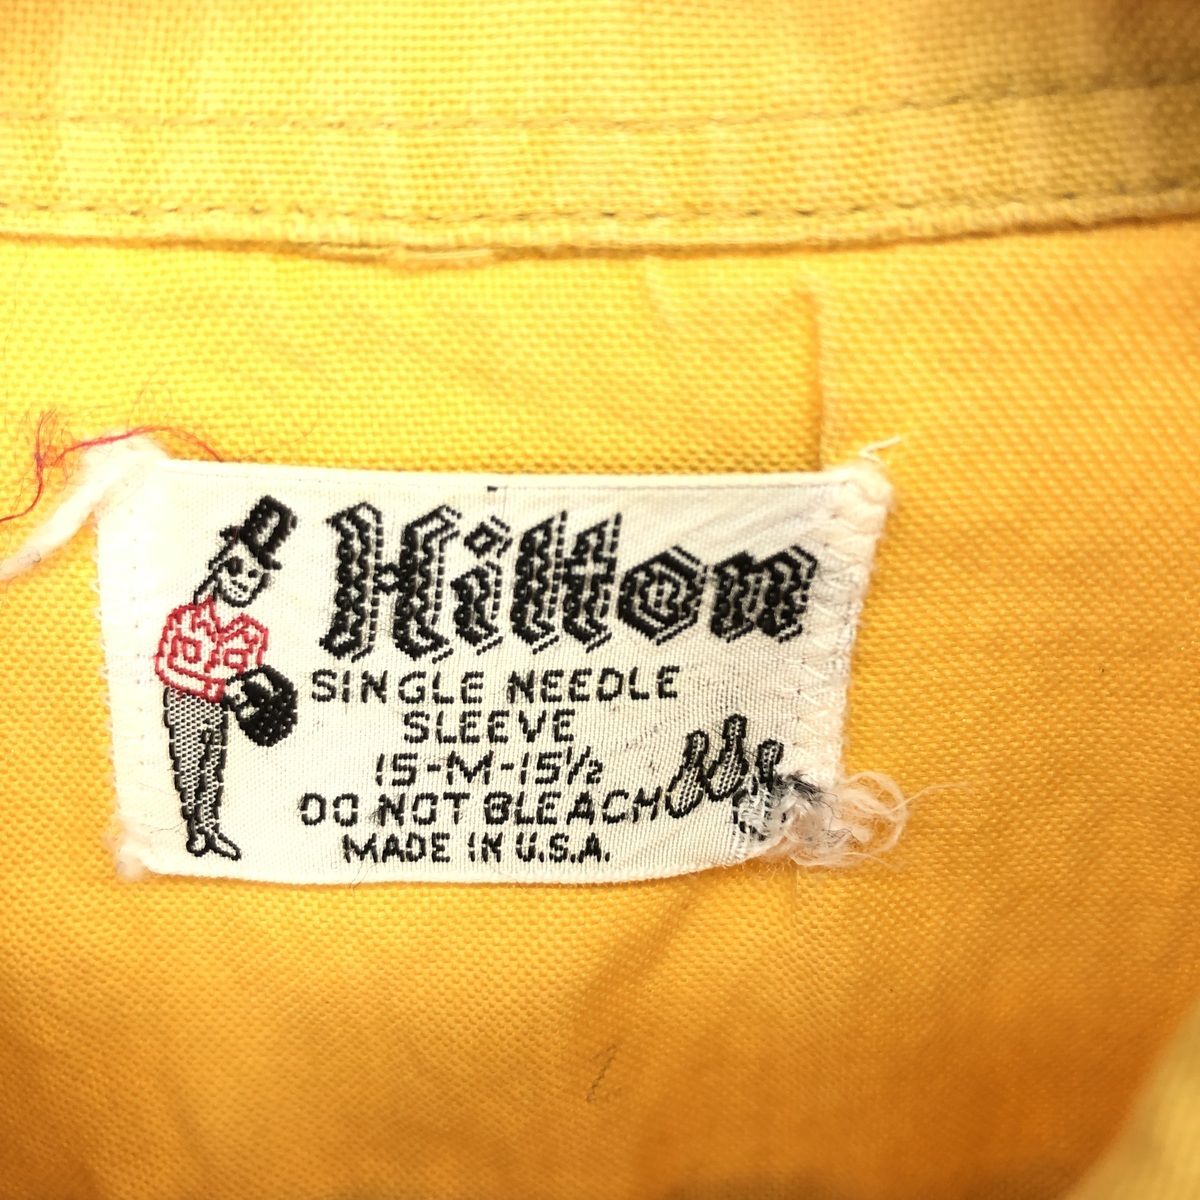 Hilton
SINGLE NEEDLE
SLEEVE
15-M-15½
DO NOT BLEACH
MADE IN U.S.A.